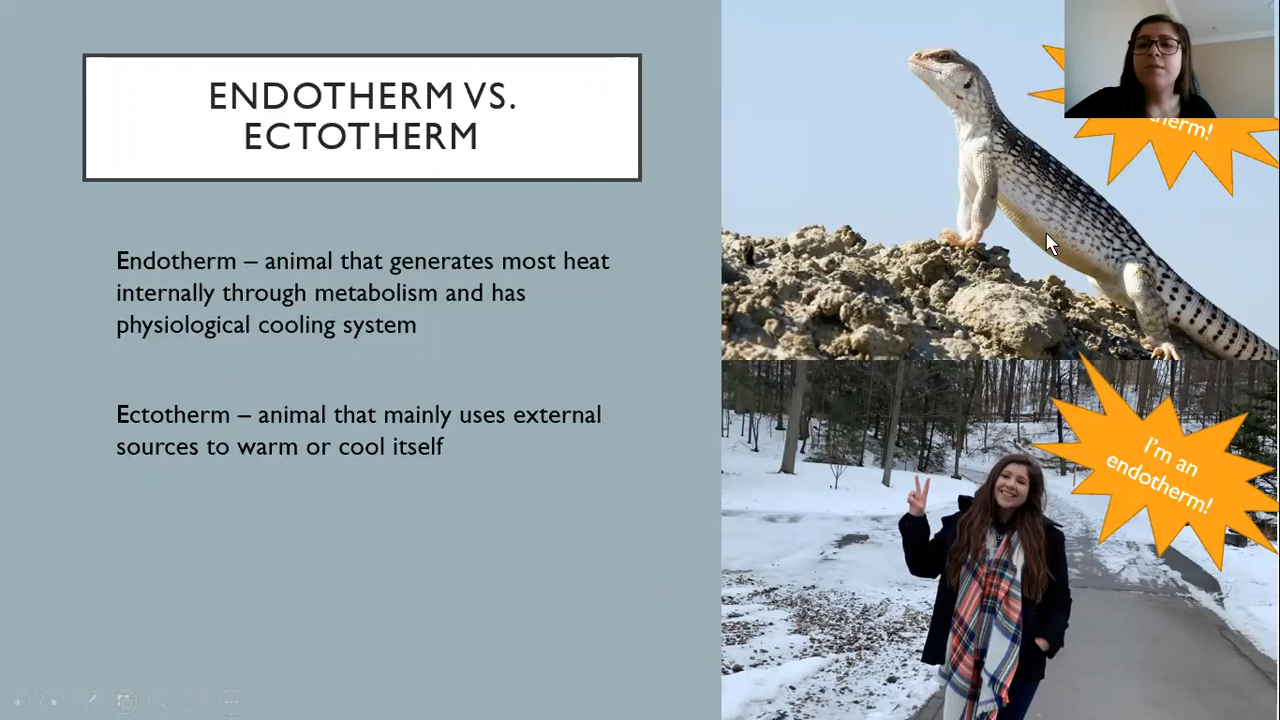 ENDOTHERM VS.
ECTOTHERM
Endotherm – animal that generates most heat
internally through metabolism and has
physiological cooling system
Ectotherm – animal that mainly uses external
sources to warm or cool itself
I'm an
endotherm!